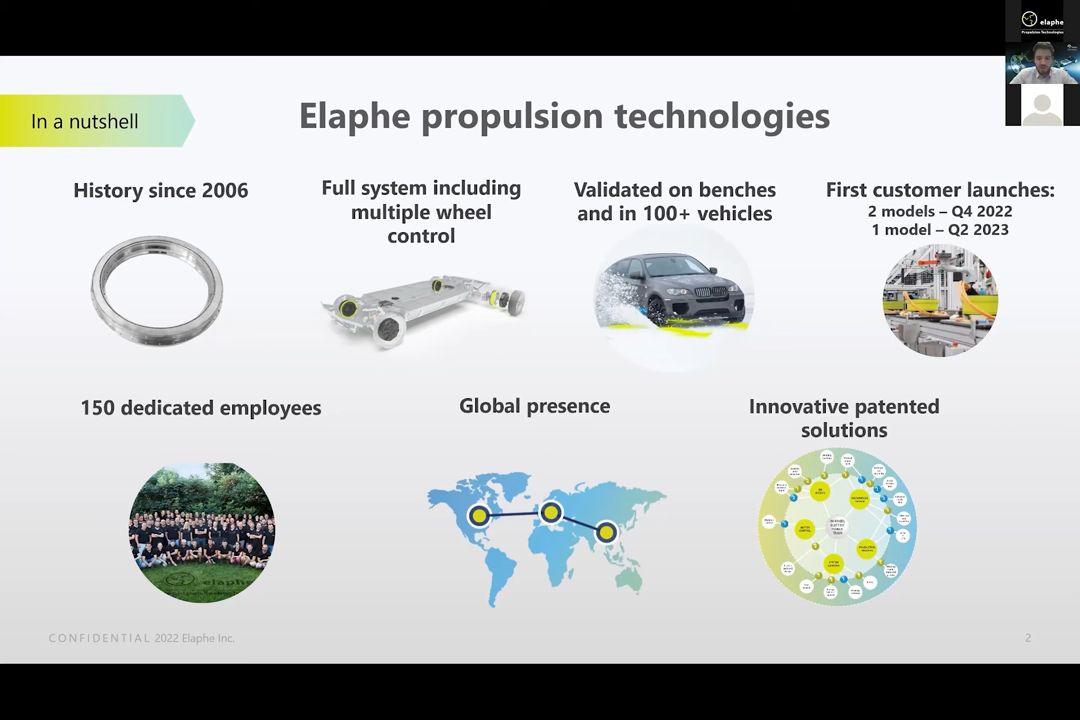 elaphe
Propulsion Technologies
In a nutshell
Elaphe propulsion technologies
History since 2006
Full system including
multiple wheel
control
Validated on benches
and in 100+ vehicles
First customer launches:
2 models – Q4 2022
1 model – Q2 2023
150 dedicated employees
Global presence
Innovative patented
solutions
elaphe
CONFIDENTIAL 2022 Elaphe Inc.
2